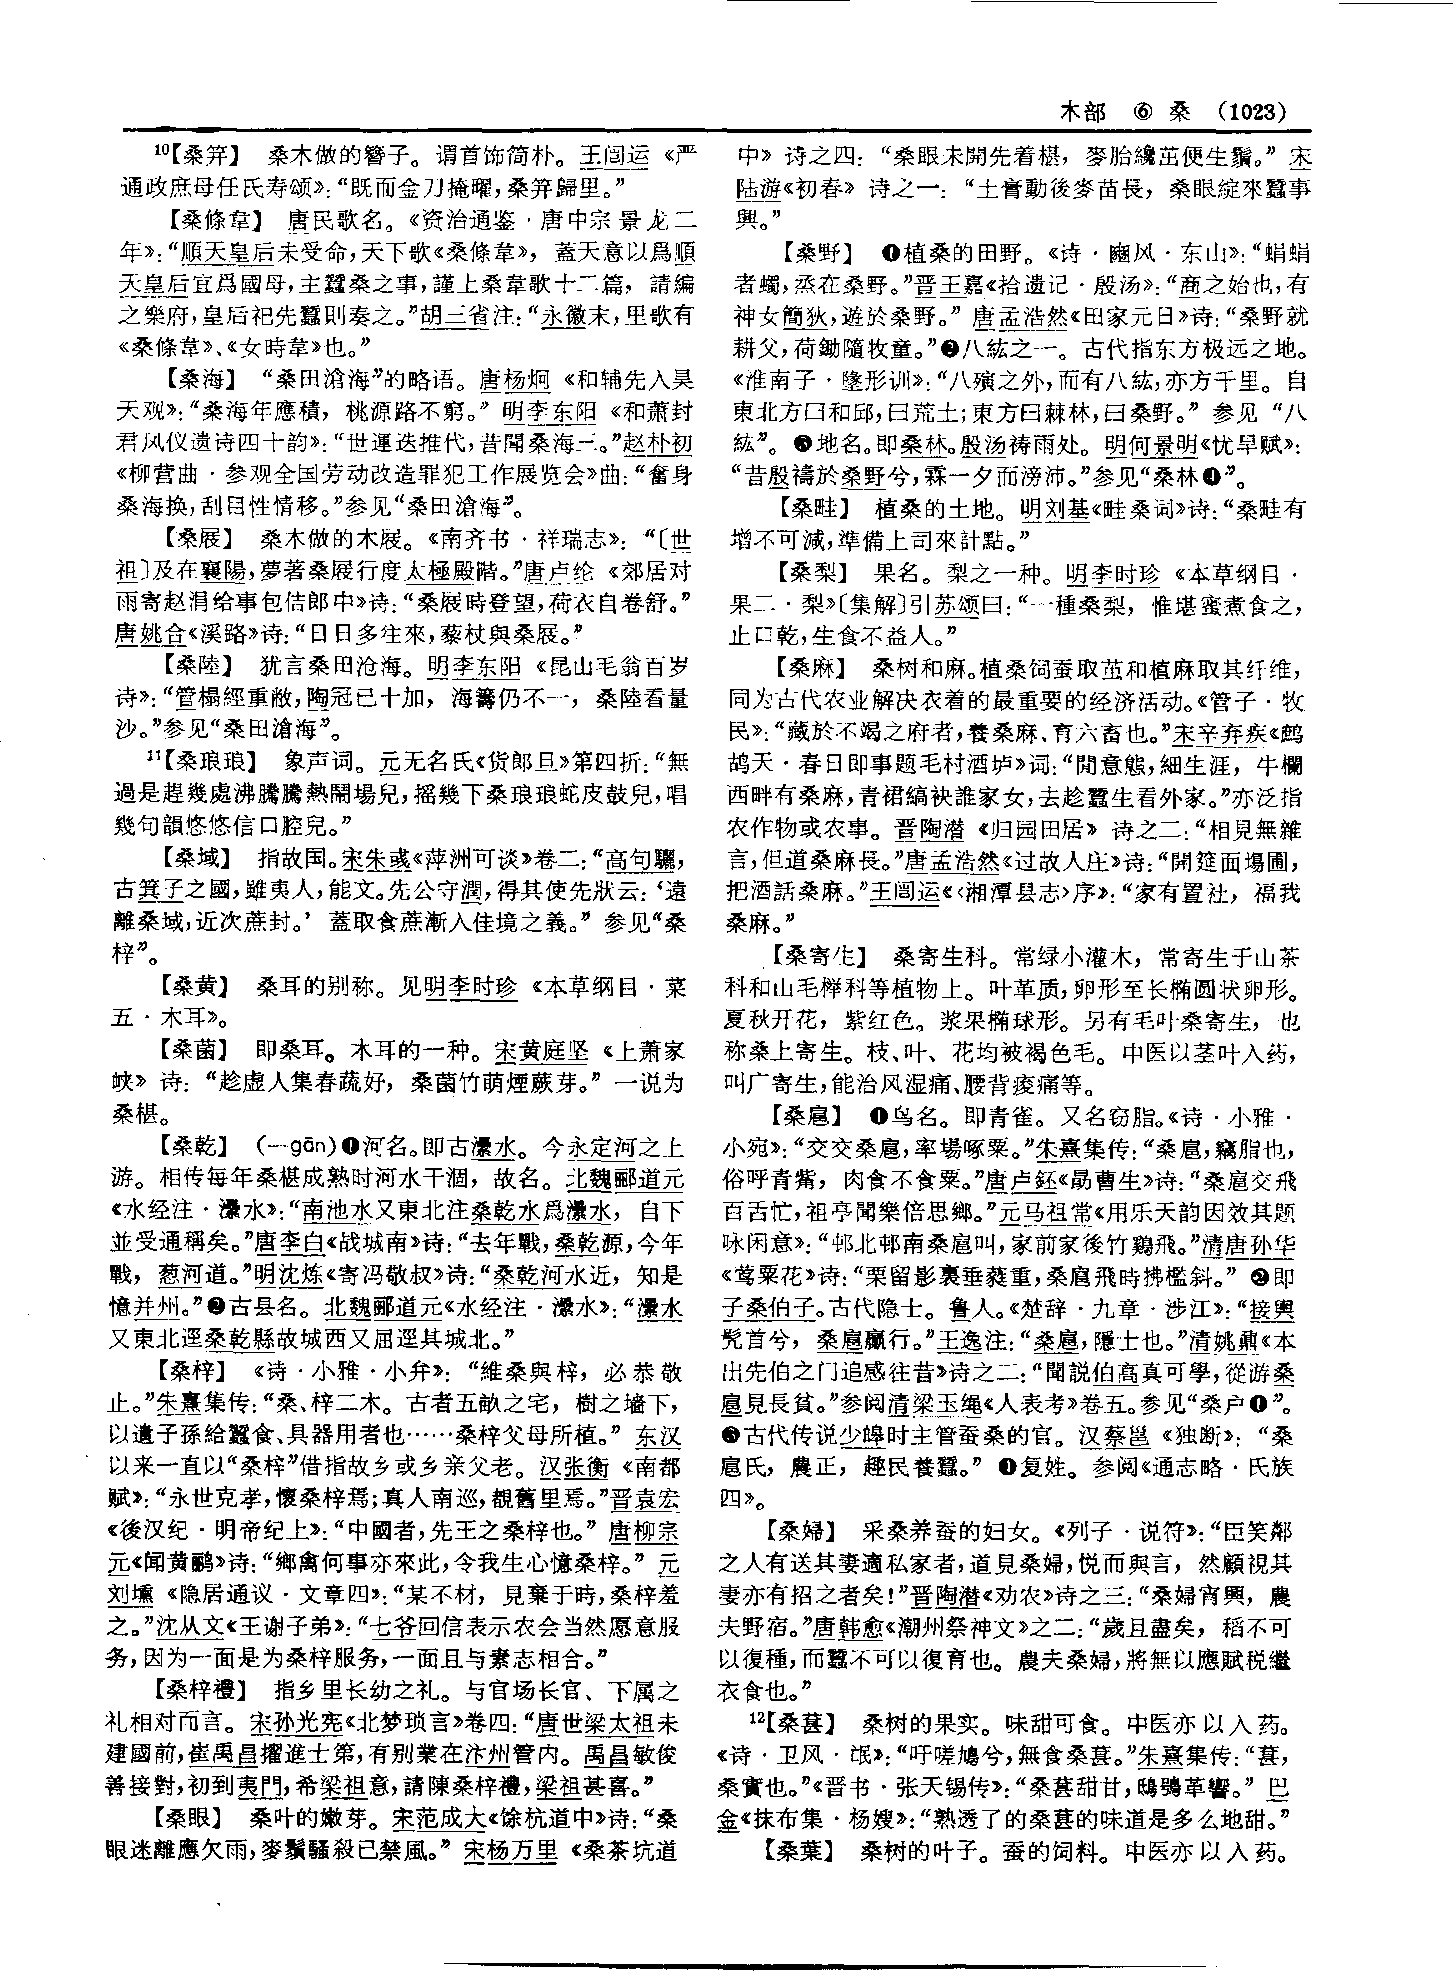 木部 ⑥ 桑 (1023)
¹⁰【桑笄】 桑木做的簪子。谓首饰简朴。王闿运《严
通政庶母任氏寿颂》：“既而金刀掩曜，桑笄歸里。”
【桑條韋】 唐民歌名。《资治通鉴·唐中宗景龙二
年》：“順天皇后未受命，天下歌《桑條韋》，蓋天意以爲順
天皇后宜爲國母，主蠶桑之事，謹上桑韋歌十二篇，請編
之樂府，皇后祀先蠶則奏之。”胡三省注：“永徽末，里歌有
《桑條韋》、《女時韋》也。”
【桑海】 “桑田滄海”的略语。唐杨炯《和辅先入昊
天观》：“桑海年應積，桃源路不窮。”明李东阳《和萧封
君风仪遗诗四十韵》：“世運迭推代，昔聞桑海三。”赵朴初
《柳营曲·参观全国劳动改造罪犯工作展览会》曲：“奮身
桑海换，刮目性情移。”参见“桑田滄海”。
【桑屐】 桑木做的木屐。《南齐书·祥瑞志》：“〔世
祖〕及在襄陽，夢著桑屐行度太極殿階。”唐卢纶《郊居对
雨寄赵涓给事包佶郎中》诗：“桑屐時登望，荷衣自卷舒。”
唐姚合《溪路》诗：“日日多往來，藜杖與桑屐。”
【桑陸】 犹言桑田沧海。明李东阳《昆山毛翁百岁
诗》：“管榻經重敝，陶冠已十加，海籌仍不一，桑陸看量
沙。”参见“桑田滄海”。
¹¹【桑琅琅】 象声词。元无名氏《货郎旦》第四折：“無
過是趕幾處沸騰騰熱鬧場兒，摇幾下桑琅琅蛇皮鼓兒，唱
幾句韻悠悠信口腔兒。”
【桑域】 指故国。宋朱彧《萍洲可谈》卷二：“高句驪，
古箕子之國，雖夷人，能文。先公守潤，得其使先狀云：‘遠
離桑域，近次蔗封。’蓋取食蔗漸入佳境之義。”参见“桑
梓”。
【桑黄】 桑耳的别称。见明李时珍《本草纲目·菜
五·木耳》。
【桑菌】 即桑耳。木耳的一种。宋黄庭坚《上萧家
峡》诗：“趁虚人集春蔬好，桑菌竹萌煙蕨芽。”一说为
桑椹。
【桑乾】 （—gān）❶河名。即古㶟水。今永定河之上
游。相传每年桑椹成熟时河水干涸，故名。北魏郦道元
《水经注·㶟水》：“南池水又東北注桑乾水爲㶟水，自下
並受通稱矣。”唐李白《战城南》诗：“去年戰，桑乾源，今年
戰，葱河道。”明沈炼《寄冯敬叔》诗：“桑乾河水近，知是
憶并州。”❷古县名。北魏郦道元《水经注·㶟水》：“㶟水
又東北逕桑乾縣故城西又屈逕其城北。”
【桑梓】 《诗·小雅·小弁》：“維桑與梓，必恭敬
止。”朱熹集传：“桑、梓二木。古者五畝之宅，樹之墙下，
以遺子孫給蠶食、具器用者也……桑梓父母所植。”东汉
以来一直以“桑梓”借指故乡或乡亲父老。汉张衡《南都
赋》：“永世克孝，懷桑梓焉；真人南巡，覩舊里焉。”晋袁宏
《後汉纪·明帝纪上》：“中國者，先王之桑梓也。”唐柳宗
元《闻黄鹂》诗：“鄉禽何事亦來此，令我生心憶桑梓。”元
刘壎《隐居通议·文章四》：“某不材，見棄于時，桑梓羞
之。”沈从文《王谢子弟》：“七爷回信表示农会当然愿意服
务，因为一面是为桑梓服务，一面且与素志相合。”
【桑梓禮】 指乡里长幼之礼。与官场长官、下属之
礼相对而言。宋孙光宪《北梦琐言》卷四：“唐世梁太祖未
建國前，崔禹昌擢進士第，有别業在汴州管内。禹昌敏俊
善接對，初到夷門，希梁祖意，請陳桑梓禮，梁祖甚喜。”
【桑眼】 桑叶的嫩芽。宋范成大《馀杭道中》诗：“桑
眼迷離應欠雨，麥鬚騷殺已禁風。”宋杨万里《桑茶坑道
中》诗之四：“桑眼未開先着椹，麥胎纔茁便生鬚。”宋
陆游《初春》诗之一：“土膏動後麥苗長，桑眼綻來蠶事
興。”
【桑野】 ❶植桑的田野。《诗·豳风·东山》：“蜎蜎
者蠋，烝在桑野。”晋王嘉《拾遗记·殷汤》：“商之始也，有
神女簡狄，遊於桑野。”唐孟浩然《田家元日》诗：“桑野就
耕父，荷鋤隨牧童。”❷八紘之一。古代指东方极远之地。
《淮南子·墬形训》：“八殥之外，而有八紘，亦方千里。自
東北方曰和邱，曰荒土；東方曰棘林，曰桑野。”参见“八
紘”。❸地名。即桑林。殷汤祷雨处。明何景明《忧旱赋》：
“昔殷禱於桑野兮，霖一夕而滂沛。”参见“桑林❶”。
【桑畦】 植桑的土地。明刘基《畦桑词》诗：“桑畦有
增不可減，準備上司來計點。”
【桑梨】 果名。梨之一种。明李时珍《本草纲目·
果二·梨》〔集解〕引苏颂曰：“一種桑梨，惟堪蜜煮食之，
止口乾，生食不益人。”
【桑麻】 桑树和麻。植桑饲蚕取茧和植麻取其纤维，
同为古代农业解决衣着的最重要的经济活动。《管子·牧
民》：“藏於不竭之府者，養桑麻、育六畜也。”宋辛弃疾《鹧
鸪天·春日即事题毛村酒垆》词：“閒意態，細生涯，牛欄
西畔有桑麻，青裙縞袂誰家女，去趁蠶生看外家。”亦泛指
农作物或农事。晋陶潜《归园田居》诗之二：“相見無雜
言，但道桑麻長。”唐孟浩然《过故人庄》诗：“開筵面場圃，
把酒話桑麻。”王闿运《〈湘潭县志〉序》：“家有置社，福我
桑麻。”
【桑寄生】 桑寄生科。常绿小灌木，常寄生于山茶
科和山毛榉科等植物上。叶革质，卵形至长椭圆状卵形。
夏秋开花，紫红色。浆果椭球形。另有毛叶桑寄生，也
称桑上寄生。枝、叶、花均被褐色毛。中医以茎叶入药，
叫广寄生，能治风湿痛、腰背痠痛等。
【桑扈】 ❶鸟名。即青雀。又名窃脂。《诗·小雅·
小宛》：“交交桑扈，率場啄粟。”朱熹集传：“桑扈，竊脂也，
俗呼青觜，肉食不食粟。”唐卢鉟《勗曹生》诗：“桑扈交飛
百舌忙，祖亭聞樂倍思鄉。”元马祖常《用乐天韵因效其题
咏闲意》：“邨北邨南桑扈叫，家前家後竹鷄飛。”清唐孙华
《莺粟花》诗：“栗留影裏垂蕤重，桑扈飛時拂檻斜。”❷即
子桑伯子。古代隐士。鲁人。《楚辞·九章·涉江》：“接輿
髡首兮，桑扈臝行。”王逸注：“桑扈，隱士也。”清姚鼐《本
出先伯之门追感往昔》诗之二：“聞說伯高真可學，從游桑
扈見長貧。”参阅清梁玉绳《人表考》卷五。参见“桑户❶”。
❸古代传说少皞时主管蚕桑的官。汉蔡邕《独断》：“桑
扈氏，農正，趣民養蠶。”❹复姓。参阅《通志略·氏族
四》。
【桑婦】 采桑养蚕的妇女。《列子·说符》：“臣笑鄰
之人有送其妻適私家者，道見桑婦，悦而與言，然顧視其
妻亦有招之者矣！”晋陶潜《劝农》诗之三：“桑婦宵興，農
夫野宿。”唐韩愈《潮州祭神文》之二：“歲且盡矣，稻不可
以復種，而蠶不可以復育也。農夫桑婦，將無以應賦税繼
衣食也。”
¹²【桑葚】 桑树的果实。味甜可食。中医亦以入药。
《诗·卫风·氓》：“吁嗟鳩兮，無食桑葚。”朱熹集传：“葚，
桑實也。”《晋书·张天锡传》：“桑葚甜甘，鴟鴞革響。”巴
金《抹布集·杨嫂》：“熟透了的桑葚的味道是多么地甜。”
【桑葉】 桑树的叶子。蚕的饲料。中医亦以入药。